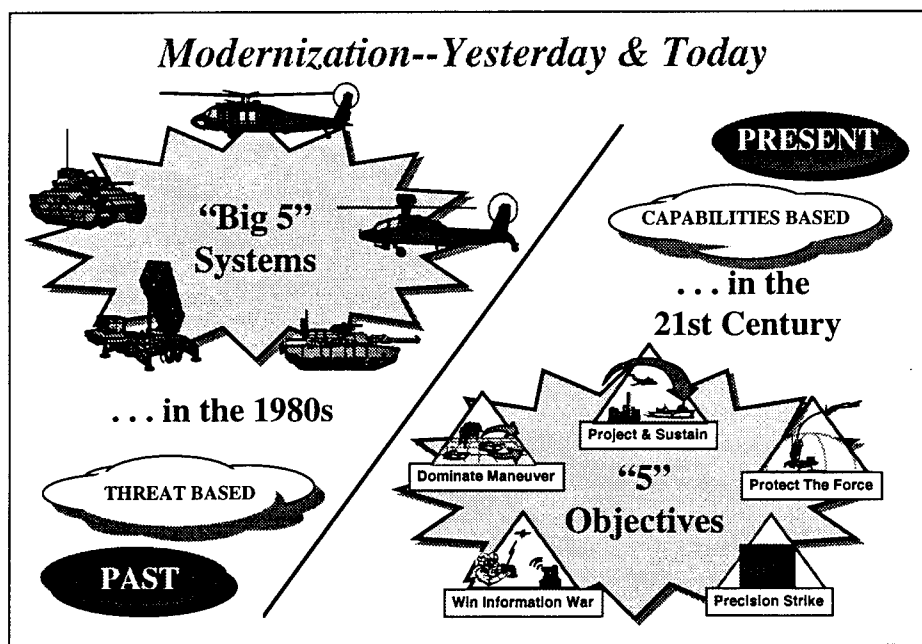 Modernization--Yesterday & Today
“Big 5”
Systems
. . . in the 1980s
THREAT BASED
PAST
PRESENT
CAPABILITIES BASED
. . . in the
21st Century
Project & Sustain
Dominate Maneuver
Protect The Force
“5”
Objectives
Win Information War
Precision Strike